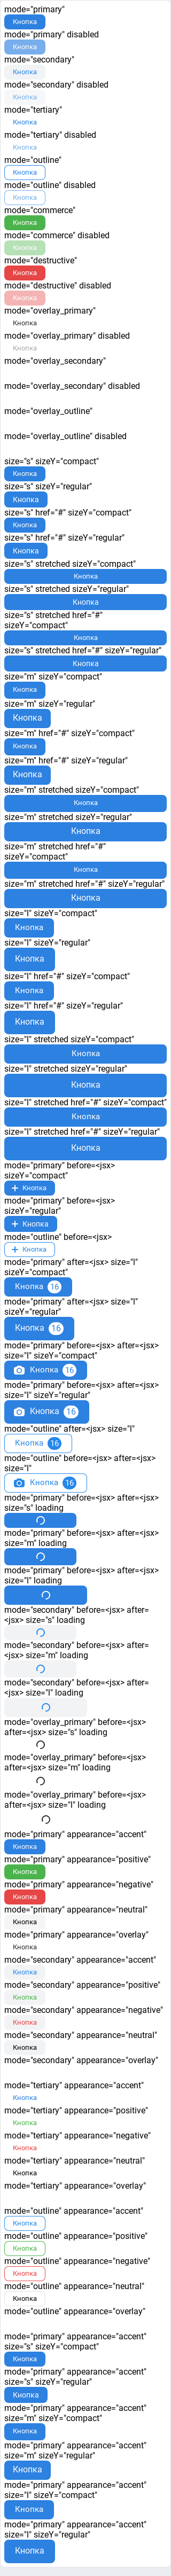 mode="primary"
Кнопка
mode="primary" disabled
Кнопка
mode="secondary"
Кнопка
mode="secondary" disabled
Кнопка
mode="tertiary"
Кнопка
mode="tertiary" disabled
Кнопка
mode="outline"
Кнопка
mode="outline" disabled
Кнопка
mode="commerce"
Кнопка
mode="commerce" disabled
Кнопка
mode="destructive"
Кнопка
mode="destructive" disabled
Кнопка
mode="overlay_primary"
Кнопка
mode="overlay_primary" disabled
Кнопка
mode="overlay_secondary"
mode="overlay_secondary" disabled
mode="overlay_outline"
mode="overlay_outline" disabled
size="s" sizeY="compact"
Кнопка
size="s" sizeY="regular"
Кнопка
size="s" href="#" sizeY="compact"
Кнопка
size="s" href="#" sizeY="regular"
Кнопка
size="s" stretched sizeY="compact"
Кнопка
size="s" stretched sizeY="regular"
Кнопка
size="s" stretched href="#"
sizeY="compact"
Кнопка
size="s" stretched href="#" sizeY="regular"
Кнопка
size="m" sizeY="compact"
Кнопка
size="m" sizeY="regular"
Кнопка
size="m" href="#" sizeY="compact"
Кнопка
size="m" href="#" sizeY="regular"
Кнопка
size="m" stretched sizeY="compact"
Кнопка
size="m" stretched sizeY="regular"
Кнопка
size="m" stretched href="#"
sizeY="compact"
Кнопка
size="m" stretched href="#" sizeY="regular"
Кнопка
size="l" sizeY="compact"
Кнопка
size="l" sizeY="regular"
Кнопка
size="l" href="#" sizeY="compact"
Кнопка
size="l" href="#" sizeY="regular"
Кнопка
size="l" stretched sizeY="compact"
Кнопка
size="l" stretched sizeY="regular"
Кнопка
size="l" stretched href="#" sizeY="compact"
Кнопка
size="l" stretched href="#" sizeY="regular"
Кнопка
mode="primary" before=<jsx>
sizeY="compact"
Кнопка
mode="primary" before=<jsx>
sizeY="regular"
Кнопка
mode="outline" before=<jsx>
Кнопка
mode="primary" after=<jsx> size="l"
sizeY="compact"
Кнопка 16
mode="primary" after=<jsx> size="l"
sizeY="regular"
Кнопка 16
mode="primary" before=<jsx> after=<jsx>
size="l" sizeY="compact"
Кнопка 16
mode="primary" before=<jsx> after=<jsx>
size="l" sizeY="regular"
Кнопка 16
mode="outline" after=<jsx> size="l"
Кнопка 16
mode="outline" before=<jsx> after=<jsx>
size="l"
Кнопка 16
mode="primary" before=<jsx> after=<jsx>
size="s" loading
mode="primary" before=<jsx> after=<jsx>
size="m" loading
mode="primary" before=<jsx> after=<jsx>
size="l" loading
mode="secondary" before=<jsx> after=
<jsx> size="s" loading
mode="secondary" before=<jsx> after=
<jsx> size="m" loading
mode="secondary" before=<jsx> after=
<jsx> size="l" loading
mode="overlay_primary" before=<jsx>
after=<jsx> size="s" loading
mode="overlay_primary" before=<jsx>
after=<jsx> size="m" loading
mode="overlay_primary" before=<jsx>
after=<jsx> size="l" loading
mode="primary" appearance="accent"
Кнопка
mode="primary" appearance="positive"
Кнопка
mode="primary" appearance="negative"
Кнопка
mode="primary" appearance="neutral"
Кнопка
mode="primary" appearance="overlay"
Кнопка
mode="secondary" appearance="accent"
Кнопка
mode="secondary" appearance="positive"
Кнопка
mode="secondary" appearance="negative"
Кнопка
mode="secondary" appearance="neutral"
Кнопка
mode="secondary" appearance="overlay"
mode="tertiary" appearance="accent"
Кнопка
mode="tertiary" appearance="positive"
Кнопка
mode="tertiary" appearance="negative"
Кнопка
mode="tertiary" appearance="neutral"
Кнопка
mode="tertiary" appearance="overlay"
mode="outline" appearance="accent"
Кнопка
mode="outline" appearance="positive"
Кнопка
mode="outline" appearance="negative"
Кнопка
mode="outline" appearance="neutral"
Кнопка
mode="outline" appearance="overlay"
mode="primary" appearance="accent"
size="s" sizeY="compact"
Кнопка
mode="primary" appearance="accent"
size="s" sizeY="regular"
Кнопка
mode="primary" appearance="accent"
size="m" sizeY="compact"
Кнопка
mode="primary" appearance="accent"
size="m" sizeY="regular"
Кнопка
mode="primary" appearance="accent"
size="l" sizeY="compact"
Кнопка
mode="primary" appearance="accent"
size="l" sizeY="regular"
Кнопка